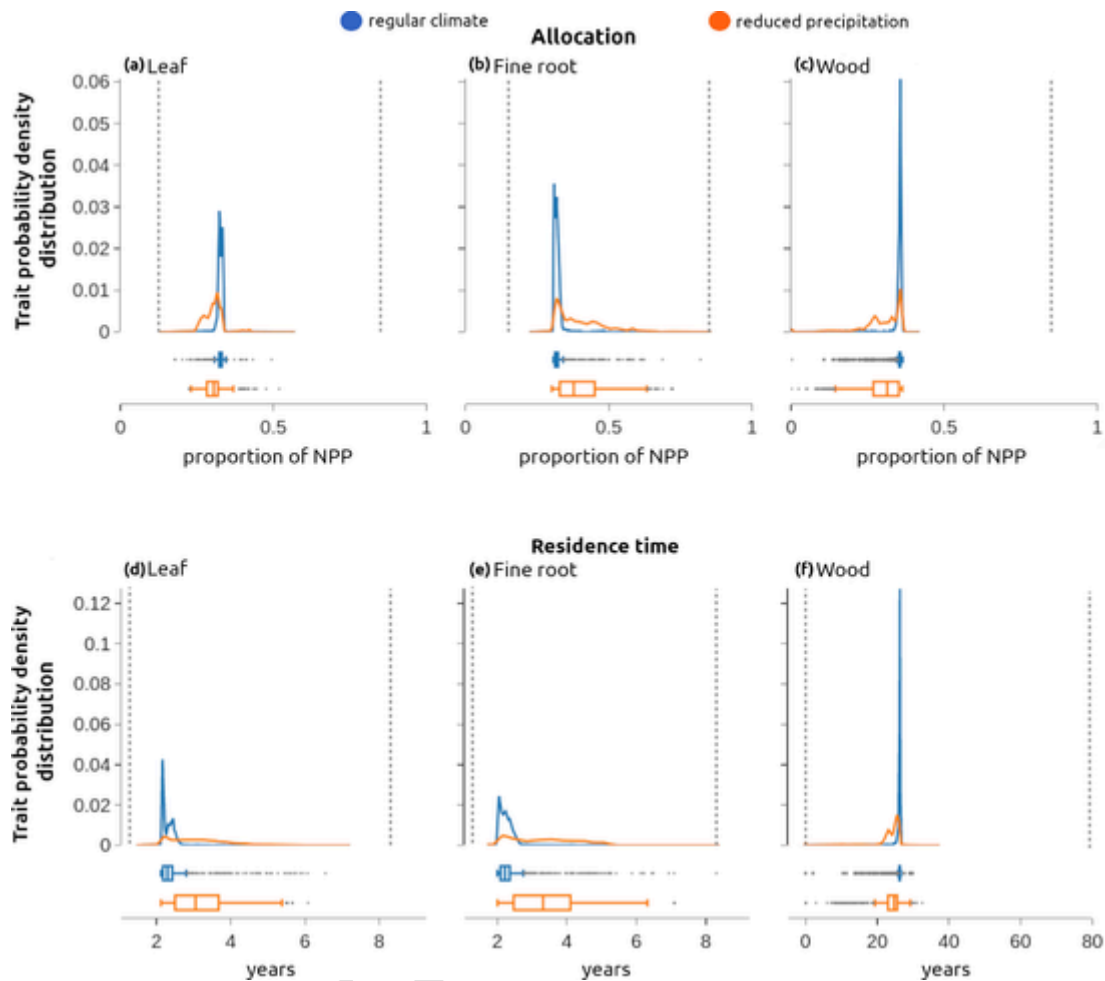 regular climate
reduced precipitation
Allocation
(a) Leaf
(b) Fine root
(c) Wood
Trait probability density
distribution
0.06
0.05
0.04
0.03
0.02
0.01
0
0 0.5 1
0 0.5 1
0 0.5 1
proportion of NPP
proportion of NPP
proportion of NPP
Residence time
(d) Leaf
(e) Fine root
(f) Wood
Trait probability density
distribution
0.12
0.1
0.08
0.06
0.04
0.02
0
2 4 6 8
2 4 6 8
0 20 40 60 80
years
years
years